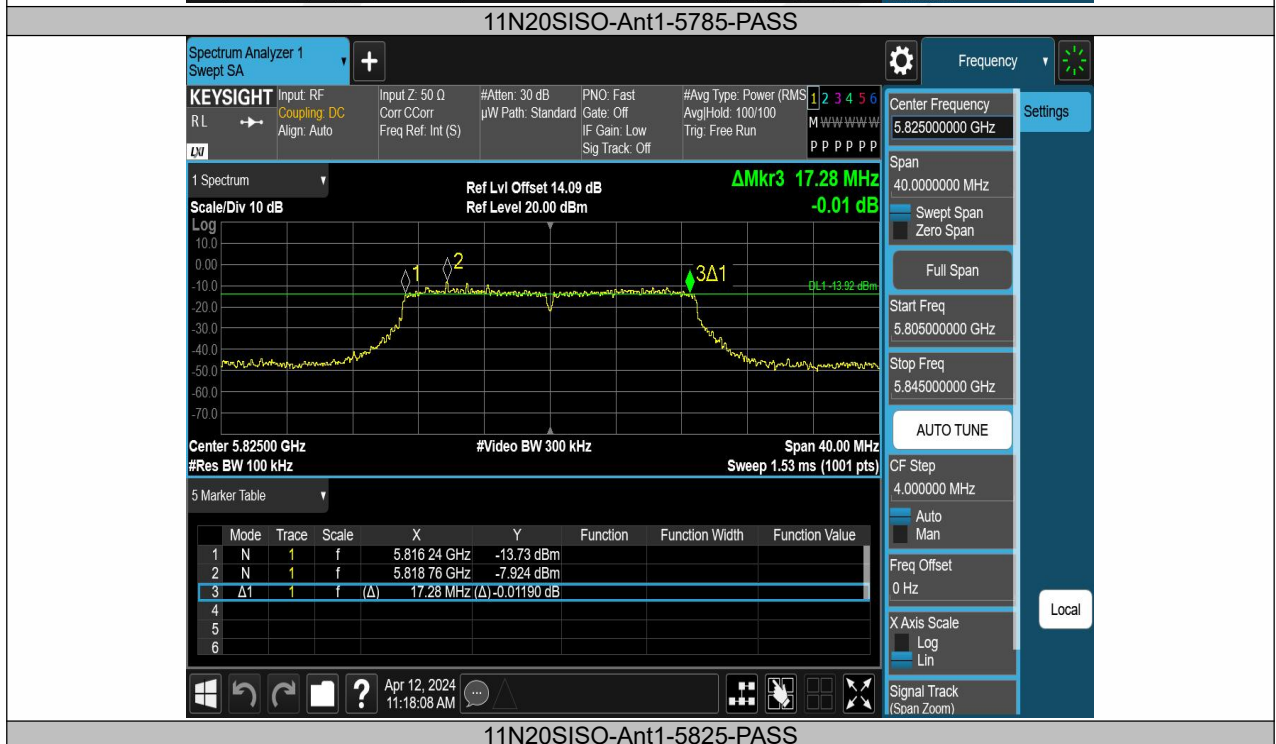 11N20SISO-Ant1-5785-PASS
Spectrum Analyzer 1
Swept SA
+
Frequency
KEYSIGHT
RL
LXI
Input: RF
Coupling: DC
Align: Auto
Input Z: 50 Ω
Corr CCorr
Freq Ref: Int (S)
#Atten: 30 dB
µW Path: Standard
PNO: Fast
Gate: Off
IF Gain: Low
Sig Track: Off
#Avg Type: Power (RMS
Avg|Hold: 100/100
Trig: Free Run
1 2 3 4 5 6
M W W W W W
P P P P P P
1 Spectrum
Scale/Div 10 dB
Ref Lvl Offset 14.09 dB
Ref Level 20.00 dBm
ΔMkr3 17.28 MHz
-0.01 dB
Log
10.0
0.00
-10.0
-20.0
-30.0
-40.0
-50.0
-60.0
-70.0
1
2
3Δ1
DL1 -13.92 dBm
Center 5.82500 GHz
#Res BW 100 kHz
#Video BW 300 kHz
Span 40.00 MHz
Sweep 1.53 ms (1001 pts)
5 Marker Table
Mode Trace Scale X Y Function Function Width Function Value
1 N 1 f 5.816 24 GHz -13.73 dBm
2 N 1 f 5.818 76 GHz -7.924 dBm
3 Δ1 1 f (Δ) 17.28 MHz (Δ) -0.01190 dB
4
5
6
Center Frequency
5.825000000 GHz
Span
40.0000000 MHz
Swept Span
Zero Span
Full Span
Start Freq
5.805000000 GHz
Stop Freq
5.845000000 GHz
AUTO TUNE
CF Step
4.000000 MHz
Auto
Man
Freq Offset
0 Hz
X Axis Scale
Log
Lin
Signal Track
(Span Zoom)
Settings
Local
?
Apr 12, 2024
11:18:08 AM
11N20SISO-Ant1-5825-PASS